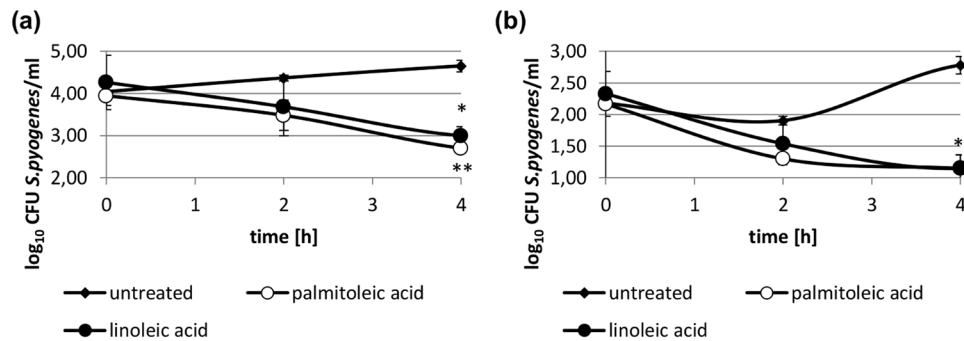 (a)
log10 CFU S.pyogenes/ml
5,00
4,00
3,00
2,00
*
**
0 1 2 3 4
time [h]
untreated palmitoleic acid
linoleic acid
(b)
log10 CFU S.pyogenes/ml
3,00
2,50
2,00
1,50
1,00
*
0 1 2 3 4
time [h]
untreated palmitoleic acid
linoleic acid